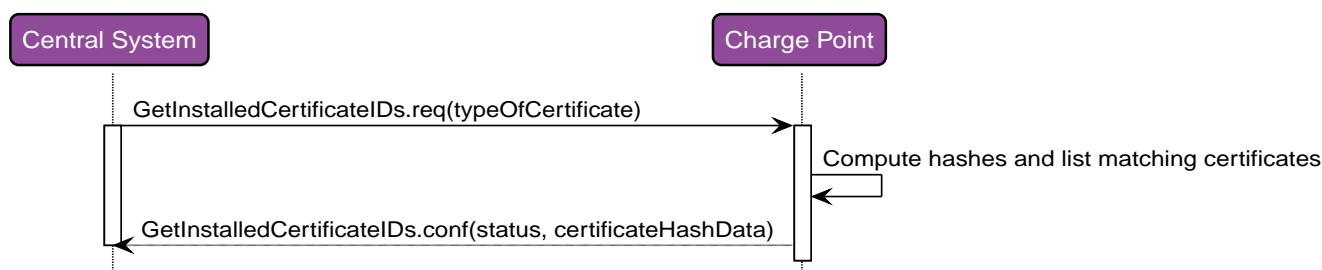 Central System
Charge Point
GetInstalledCertificateIDs.req(typeOfCertificate)
Compute hashes and list matching certificates
GetInstalledCertificateIDs.conf(status, certificateHashData)